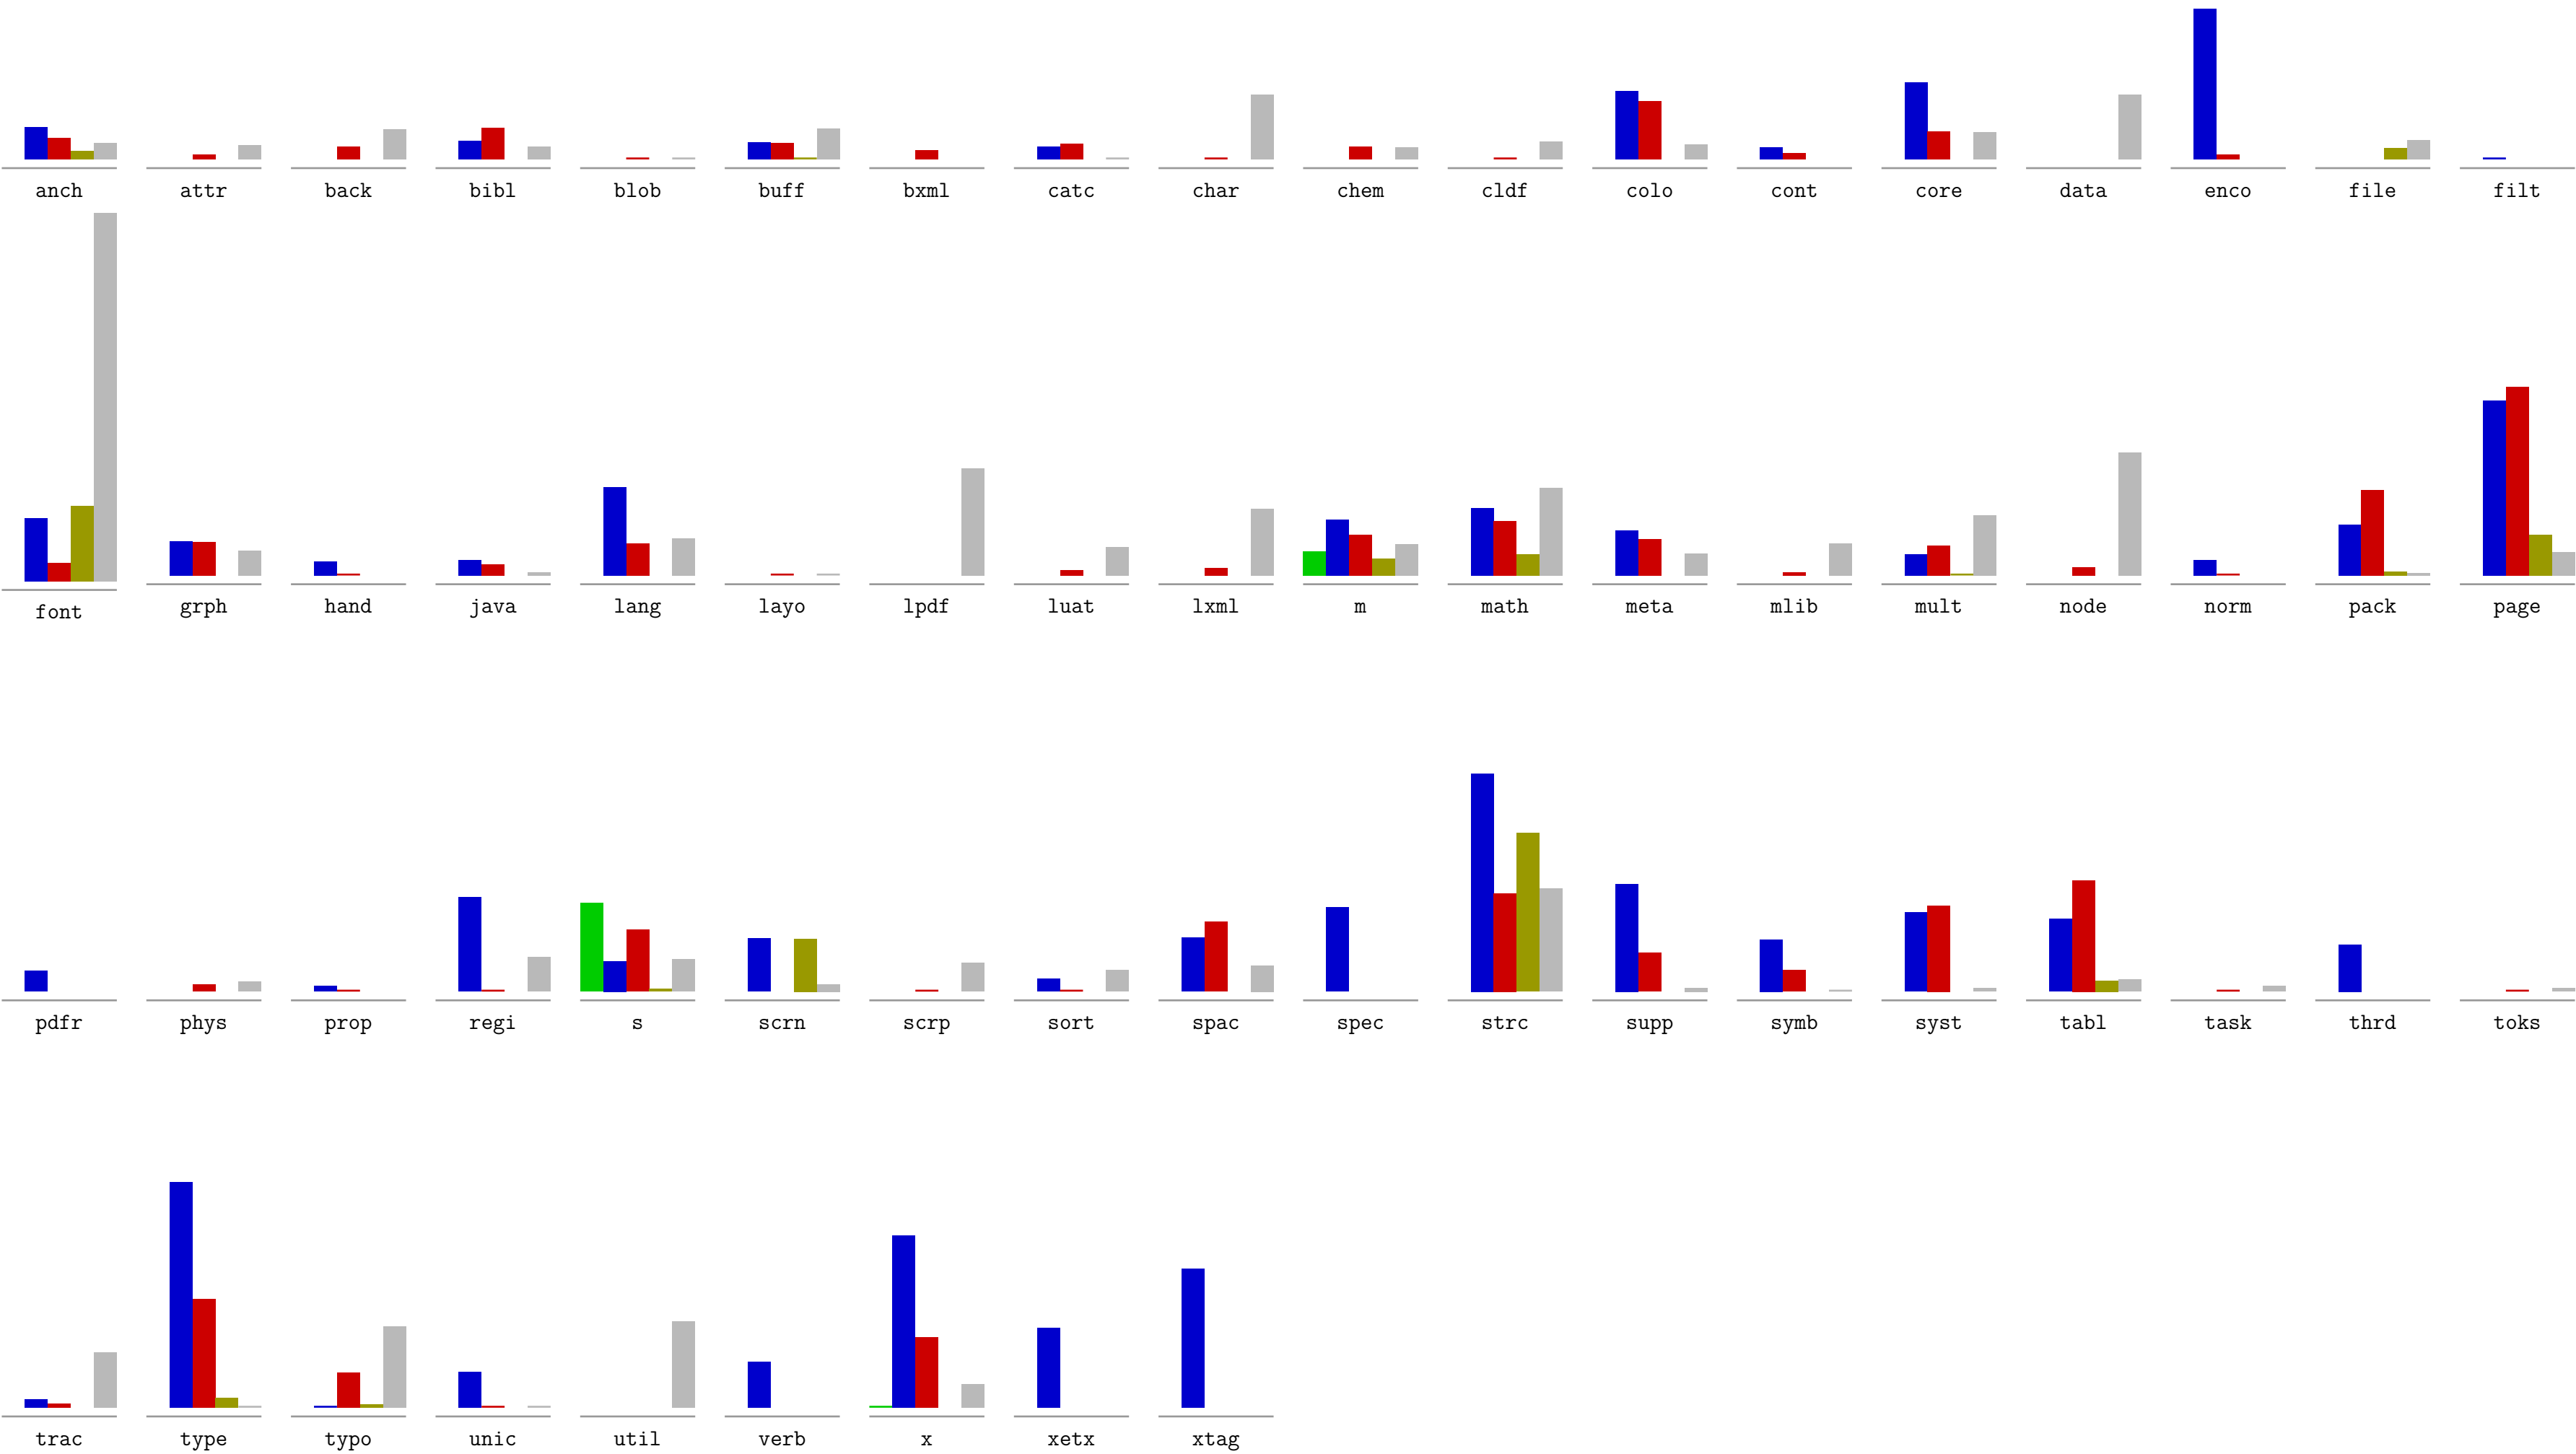 anch attr back bibl blob buff bxml catc char chem cldf colo cont core data enco file filt
font grph hand java lang layo lpdf luat lxml m math meta mlib mult node norm pack page
pdfr phys prop regi s scrn scrp sort spac spec strc supp symb syst tabl task thrd toks
trac type typo unic util verb x xetx xtag